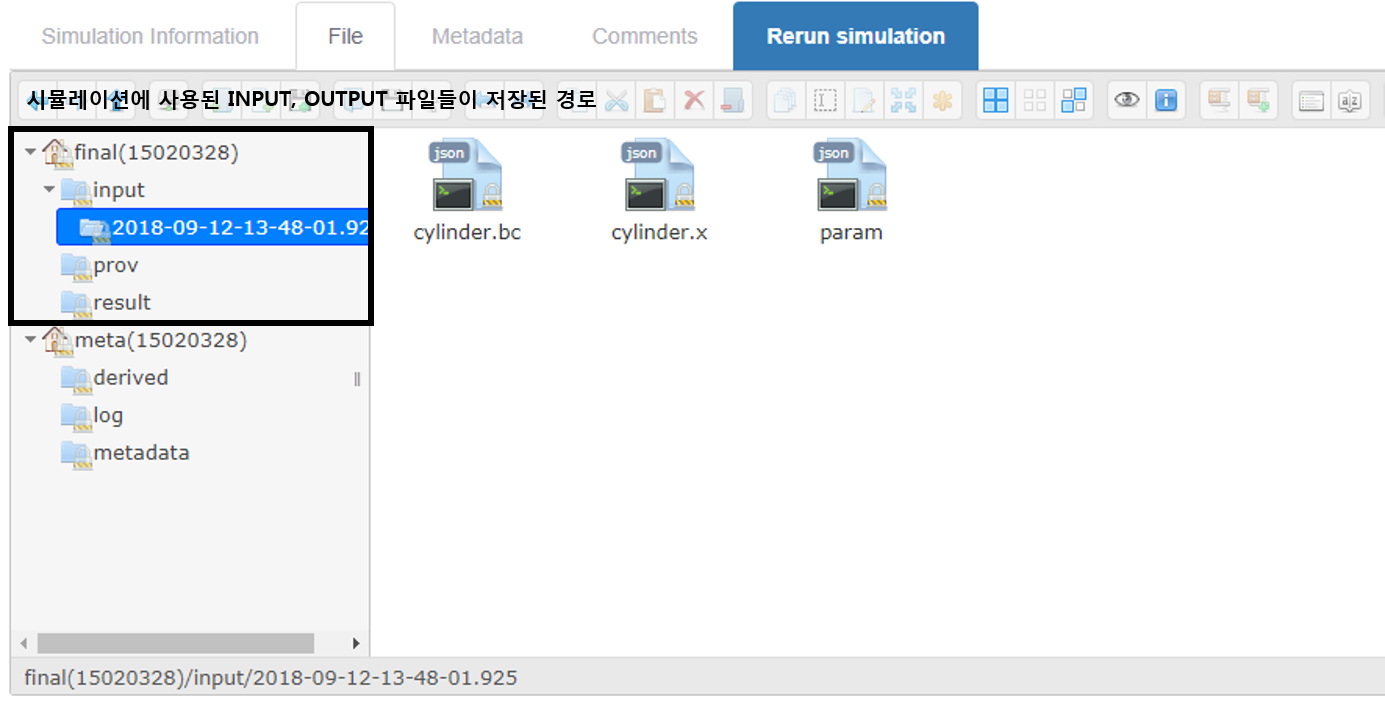 Simulation Information
File
Metadata
Comments
Rerun simulation
시뮬레이션에 사용된 INPUT, OUTPUT 파일들이 저장된 경로
final(15020328)
input
2018-09-12-13-48-01.92
prov
result
meta(15020328)
derived
log
metadata
json
json
json
cylinder.bc
cylinder.x
param
final(15020328)/input/2018-09-12-13-48-01.925